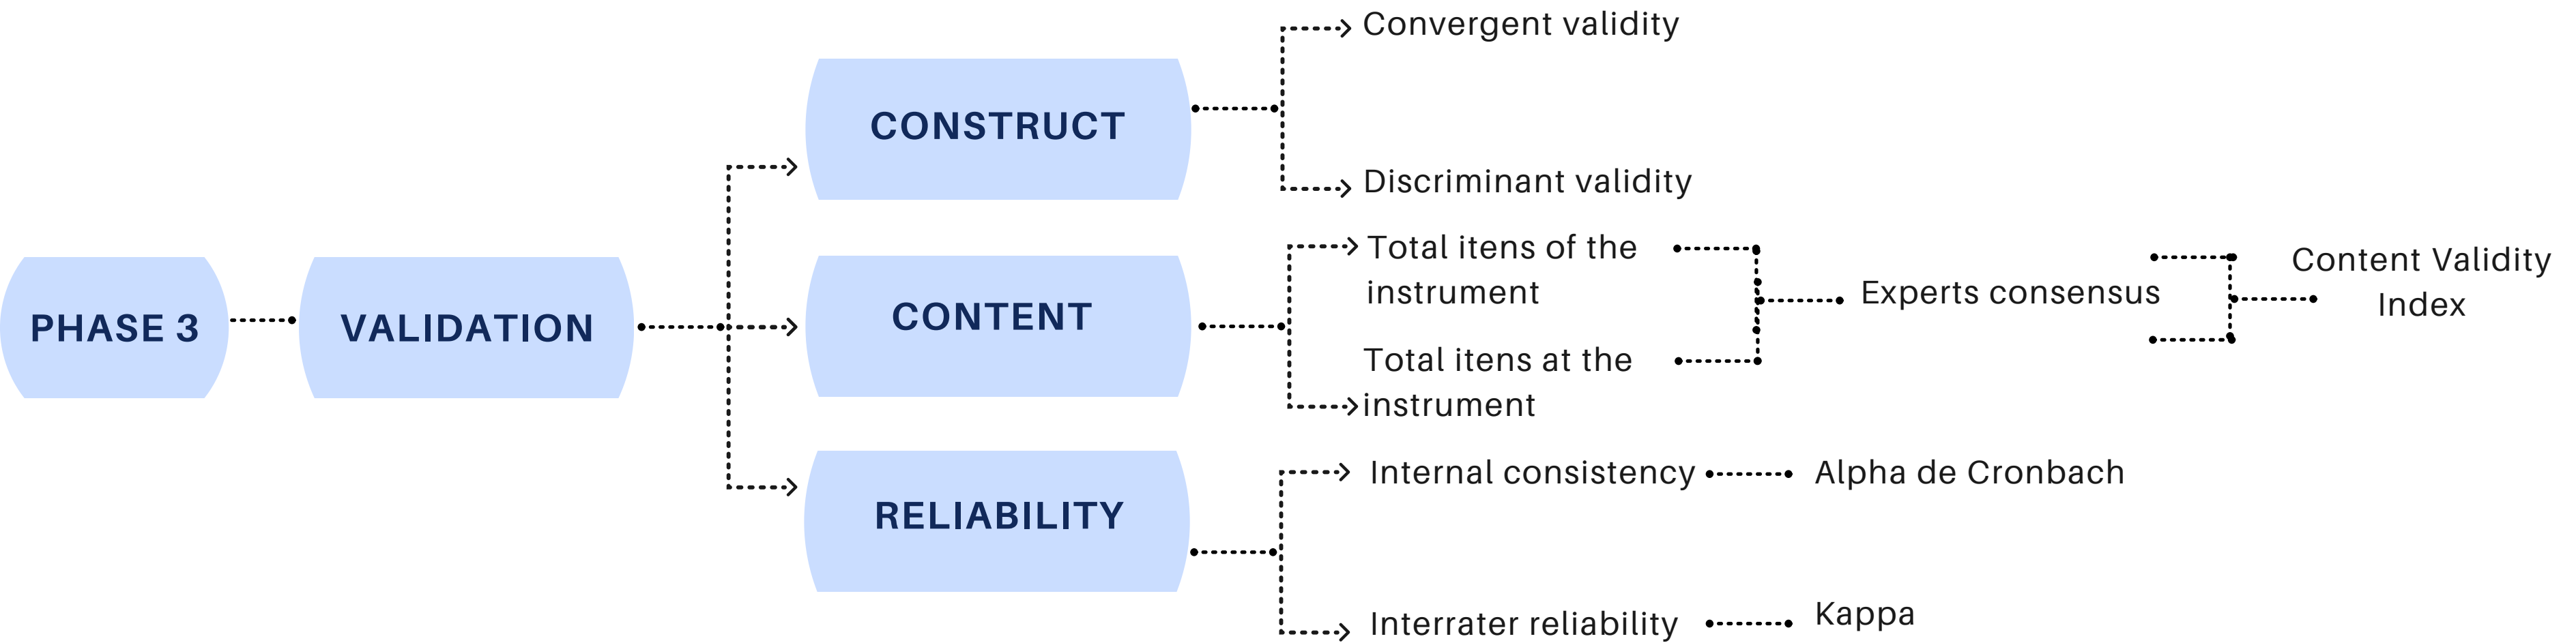 PHASE 3
VALIDATION
CONSTRUCT
Convergent validity
Discriminant validity
CONTENT
Total itens of the
instrument
Total itens at the
instrument
Experts consensus
Content Validity
Index
RELIABILITY
Internal consistency
Alpha de Cronbach
Interrater reliability
Kappa